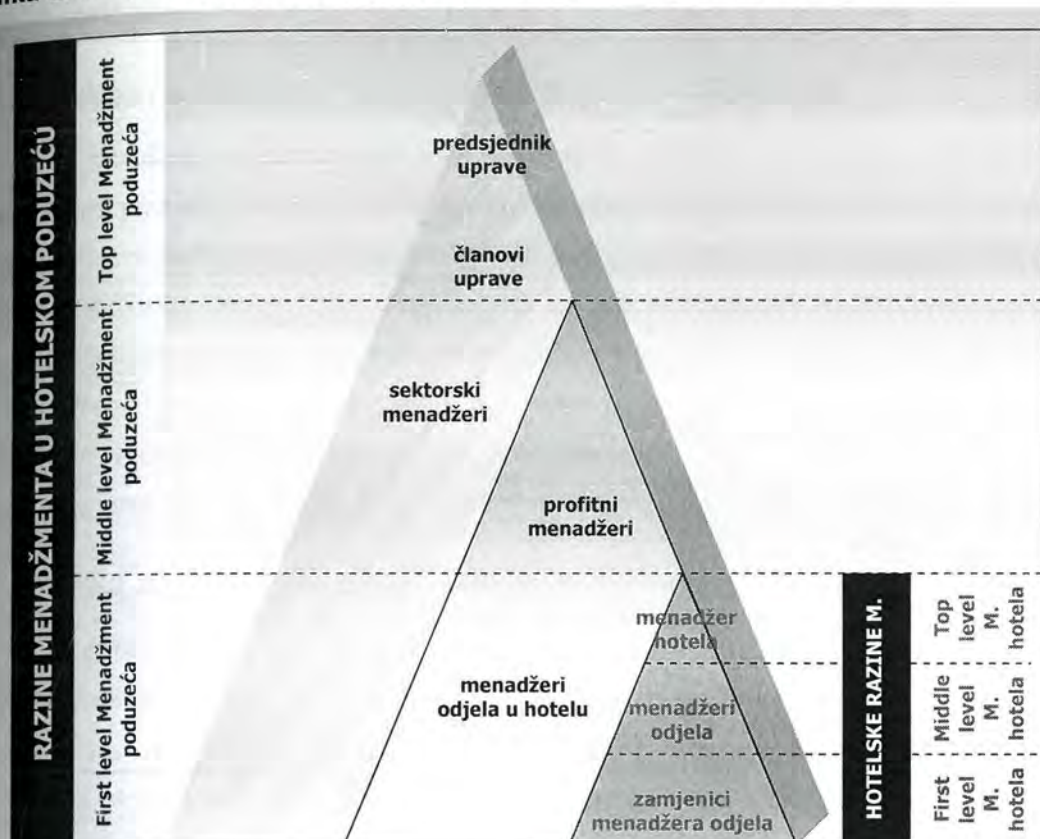 RAZINE MENADŽMENTA U HOTELSKOM PODUZEĆU
Top level Menadžment
poduzeća
predsjednik
uprave
članovi
uprave
Middle level Menadžment
poduzeća
sektorski
menadžeri
profitni
menadžeri
First level Menadžment
poduzeća
menadžeri
odjela u hotelu
menadžer
hotela
menadžeri
odjela
zamjenici
menadžera odjela
HOTELSKE RAZINE M.
Top
level
M.
hotela
Middle
level
M.
hotela
First
level
M.
hotela